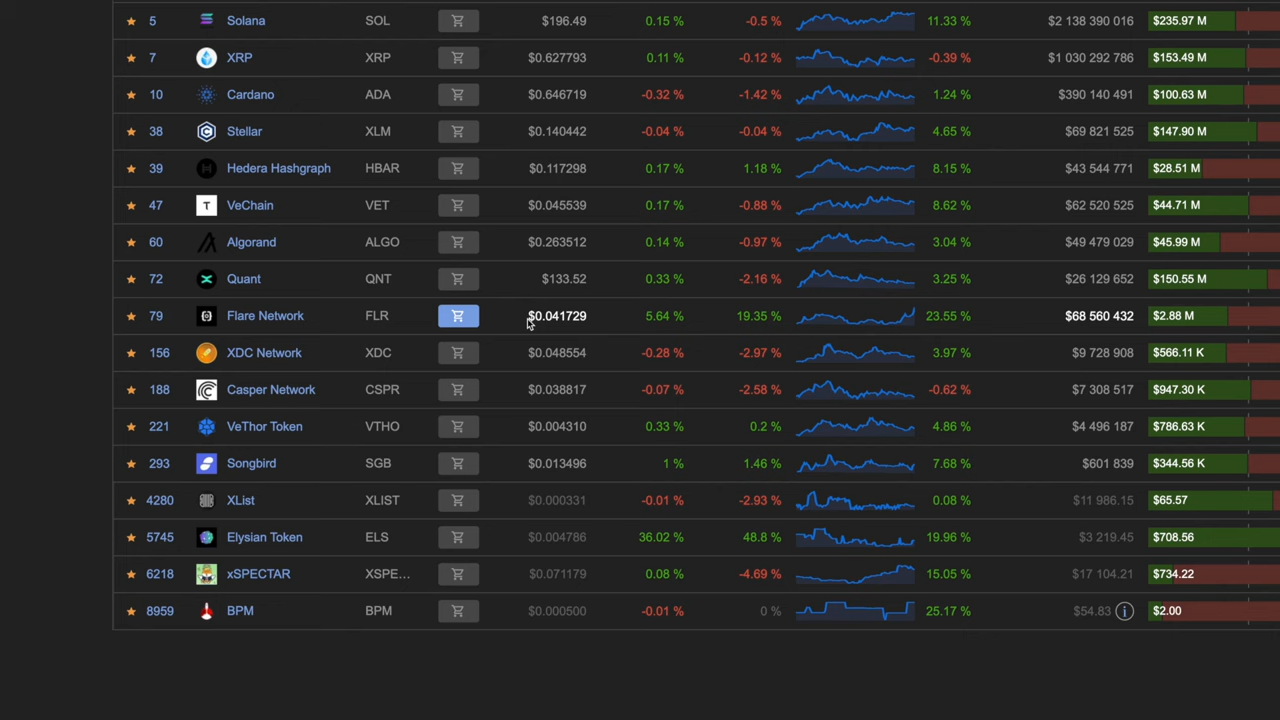 5 Solana SOL $196.49 0.15 % -0.5 % 11.33 % $2 138 390 016 $235.97 M
7 XRP XRP $0.627793 0.11 % -0.12 % -0.39 % $1 030 292 786 $153.49 M
10 Cardano ADA $0.646719 -0.32 % -1.42 % 1.24 % $390 140 491 $100.63 M
38 Stellar XLM $0.140442 -0.04 % -0.04 % 4.65 % $69 821 525 $147.90 M
39 Hedera Hashgraph HBAR $0.117298 0.17 % 1.18 % 8.15 % $43 544 771 $28.51 M
47 T VeChain VET $0.045539 0.17 % -0.88 % 8.62 % $62 520 525 $44.71 M
60 Algorand ALGO $0.263512 0.14 % -0.97 % 3.04 % $49 479 029 $45.99 M
72 Quant QNT $133.52 0.33 % -2.16 % 3.25 % $26 129 652 $150.55 M
79 Flare Network FLR $0.041729 5.64 % 19.35 % 23.55 % $68 560 432 $2.88 M
156 XDC Network XDC $0.048554 -0.28 % -2.97 % 3.97 % $9 728 908 $566.11 K
188 Casper Network CSPR $0.038817 -0.07 % -2.58 % -0.62 % $7 308 517 $947.30 K
221 VeThor Token VTHO $0.004310 0.33 % 0.2 % 4.86 % $4 496 187 $786.63 K
293 Songbird SGB $0.013496 1 % 1.46 % 7.68 % $601 839 $344.56 K
4280 XList XLIST $0.000331 -0.01 % -2.93 % 0.08 % $11 986.15 $65.57
5745 Elysian Token ELS $0.004786 36.02 % 48.8 % 19.96 % $3 219.45 $708.56
6218 xSPECTAR XSPE... $0.071179 0.08 % -4.69 % 15.05 % $17 104.21 $734.22
8959 BPM BPM $0.000500 -0.01 % 0 % 25.17 % $54.83 $2.00